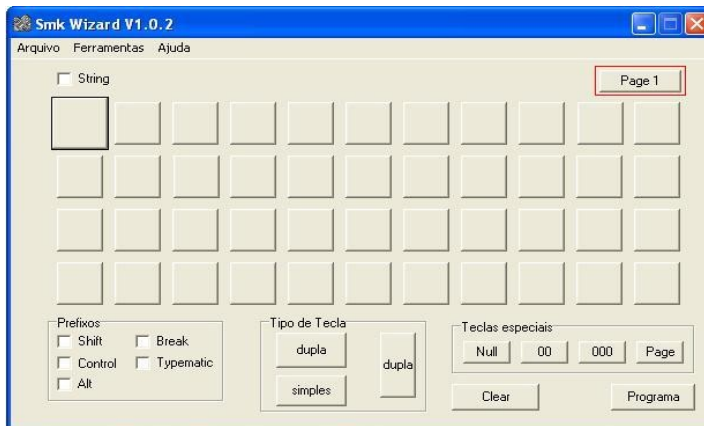 Smk Wizard V1.0.2
Arquivo Ferramentas Ajuda
String
Page 1
Prefixos
Shift Break
Control Typematic
Alt
Tipo de Tecla
dupla
dupla
simples
Teclas especiais
Null 00 000 Page
Clear Programa